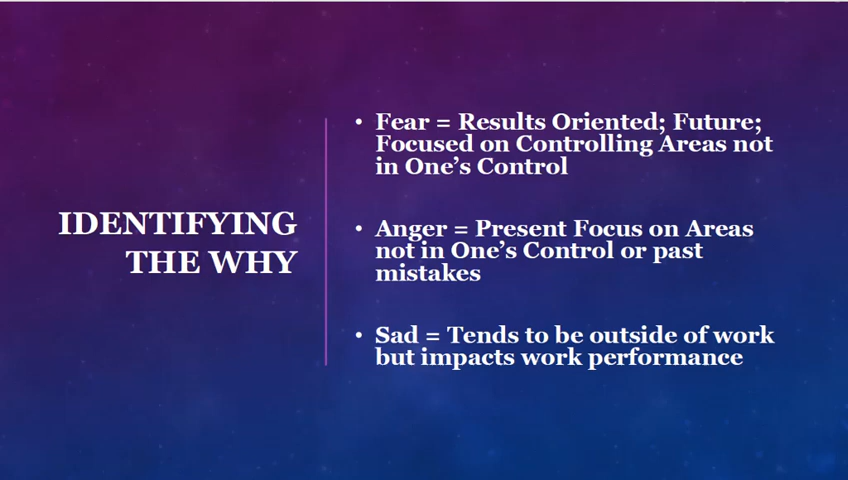 IDENTIFYING
THE WHY
• Fear = Results Oriented; Future;
Focused on Controlling Areas not
in One’s Control
• Anger = Present Focus on Areas
not in One’s Control or past
mistakes
• Sad = Tends to be outside of work
but impacts work performance